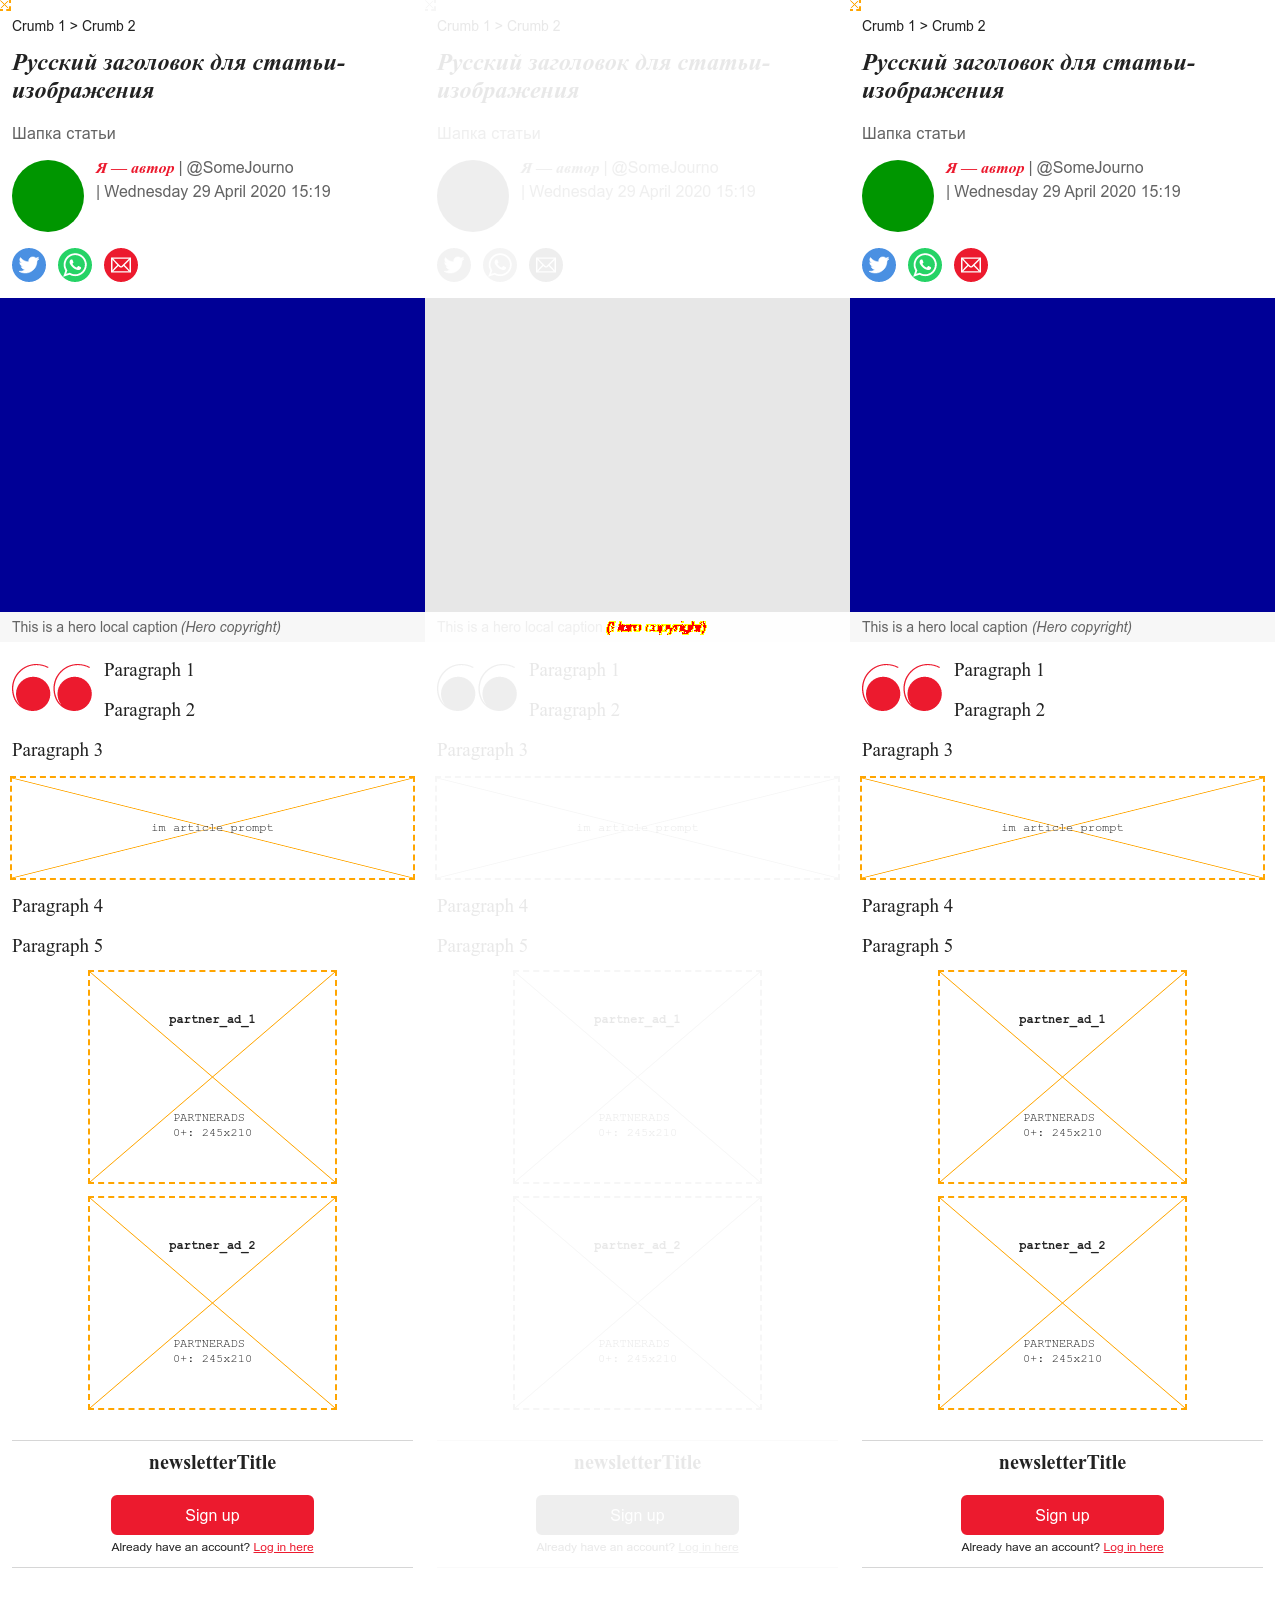 Crumb 1 > Crumb 2
Русский заголовок для статьи-
изображения
Шапка статьи
Я — автор | @SomeJourno
| Wednesday 29 April 2020 15:19
This is a hero local caption (Hero copyright)
Paragraph 1
Paragraph 2
Paragraph 3
im article prompt
Paragraph 4
Paragraph 5
partner_ad_1
PARTNERADS
0+: 245x210
partner_ad_2
PARTNERADS
0+: 245x210
newsletterTitle
Sign up
Already have an account? Log in here
Crumb 1 > Crumb 2
Русский заголовок для статьи-
изображения
Шапка статьи
Я — автор | @SomeJourno
| Wednesday 29 April 2020 15:19
This is a hero local caption (Hero copyright)
Paragraph 1
Paragraph 2
Paragraph 3
im article prompt
Paragraph 4
Paragraph 5
partner_ad_1
PARTNERADS
0+: 245x210
partner_ad_2
PARTNERADS
0+: 245x210
newsletterTitle
Sign up
Already have an account? Log in here
Crumb 1 > Crumb 2
Русский заголовок для статьи-
изображения
Шапка статьи
Я — автор | @SomeJourno
| Wednesday 29 April 2020 15:19
This is a hero local caption (Hero copyright)
Paragraph 1
Paragraph 2
Paragraph 3
im article prompt
Paragraph 4
Paragraph 5
partner_ad_1
PARTNERADS
0+: 245x210
partner_ad_2
PARTNERADS
0+: 245x210
newsletterTitle
Sign up
Already have an account? Log in here